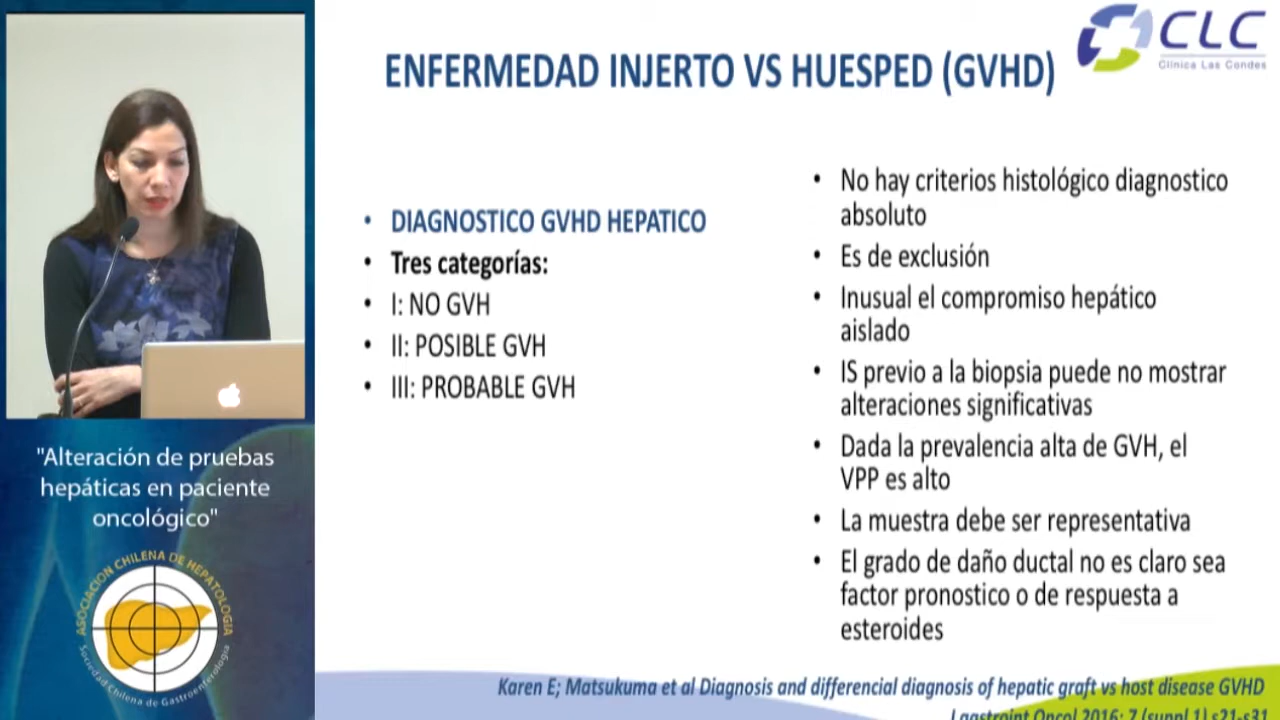 ENFERMEDAD INJERTO VS HUESPED (GVHD)
CLC
Clínica Las Condes
• DIAGNOSTICO GVHD HEPATICO
• Tres categorías:
• I: NO GVH
• II: POSIBLE GVH
• III: PROBABLE GVH
• No hay criterios histológico diagnostico
absoluto
• Es de exclusión
• Inusual el compromiso hepático
aislado
• IS previo a la biopsia puede no mostrar
alteraciones significativas
• Dada la prevalencia alta de GVH, el
VPP es alto
• La muestra debe ser representativa
• El grado de daño ductal no es claro sea
factor pronostico o de respuesta a
esteroides
Karen E; Matsukuma et al Diagnosis and differencial diagnosis of hepatic graft vs host disease GVHD
J gastroint Oncol 2016; 7 (suppl 1) s21-s31
"Alteración de pruebas
hepáticas en paciente
oncológico"
ASOCIACION CHILENA DE HEPATOLOGIA
Sociedad Chilena de Gastroenterología